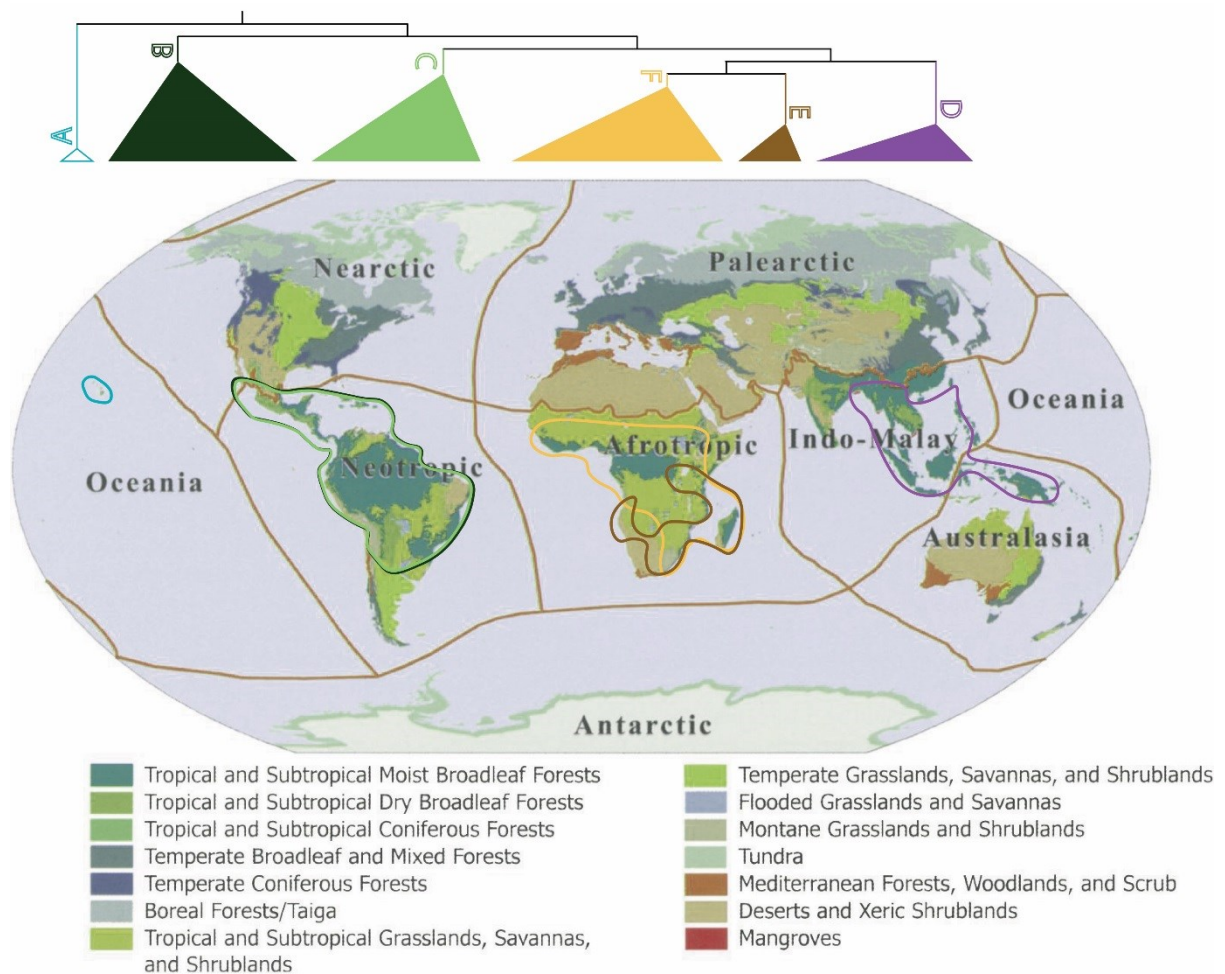 A
B
C
F
E
D
Nearctic
Palearctic
Oceania
Neotropic
Afrotropic
Indo-Malay
Oceania
Australasia
Antarctic
Tropical and Subtropical Moist Broadleaf Forests
Tropical and Subtropical Dry Broadleaf Forests
Tropical and Subtropical Coniferous Forests
Temperate Broadleaf and Mixed Forests
Temperate Coniferous Forests
Boreal Forests/Taiga
Tropical and Subtropical Grasslands, Savannas,
and Shrublands
Temperate Grasslands, Savannas, and Shrublands
Flooded Grasslands and Savannas
Montane Grasslands and Shrublands
Tundra
Mediterranean Forests, Woodlands, and Scrub
Deserts and Xeric Shrublands
Mangroves